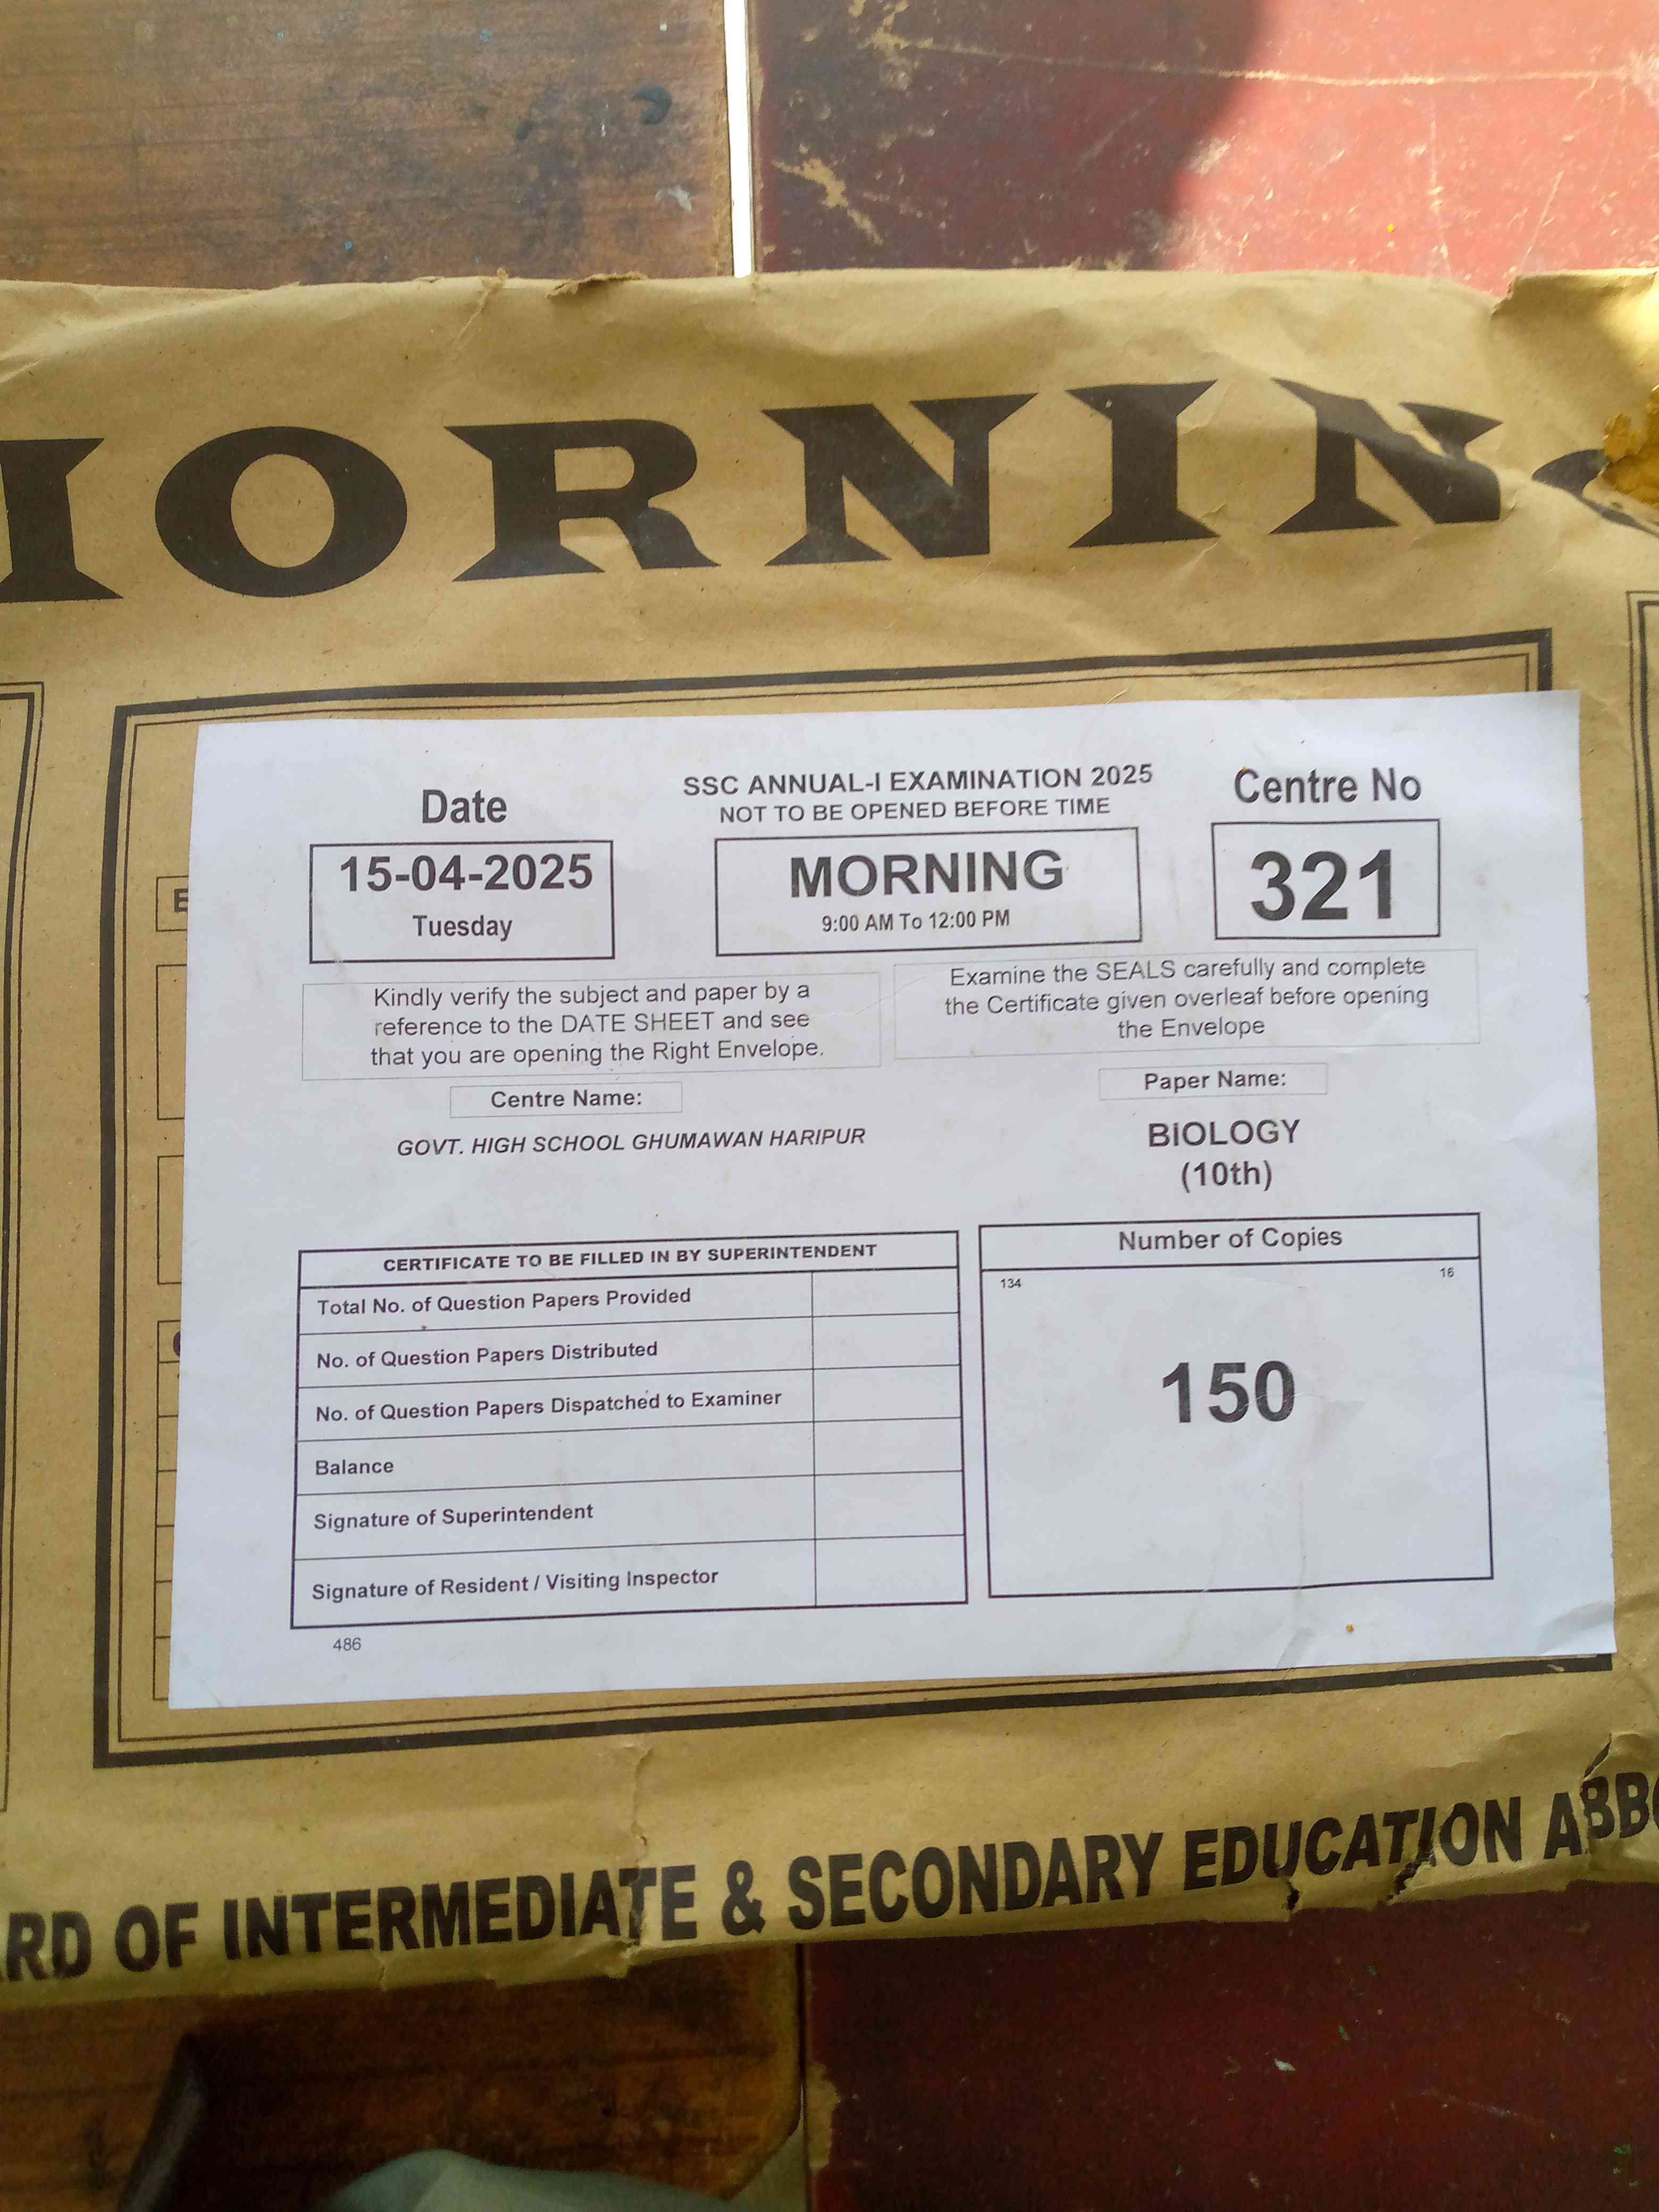 MORNING
Date
SSC ANNUAL-I EXAMINATION 2025
NOT TO BE OPENED BEFORE TIME
Centre No
15-04-2025
Tuesday
MORNING
9:00 AM To 12:00 PM
321
Kindly verify the subject and paper by a
reference to the DATE SHEET and see
that you are opening the Right Envelope.
Examine the SEALS carefully and complete
the Certificate given overleaf before opening
the Envelope
Centre Name:
GOVT. HIGH SCHOOL GHUMAWAN HARIPUR
Paper Name:
BIOLOGY
(10th)
CERTIFICATE TO BE FILLED IN BY SUPERINTENDENT
Total No. of Question Papers Provided
No. of Question Papers Distributed
No. of Question Papers Dispatched to Examiner
Balance
Signature of Superintendent
Signature of Resident / Visiting Inspector
486
Number of Copies
134 16
150
ARD OF INTERMEDIATE & SECONDARY EDUCATION ABB